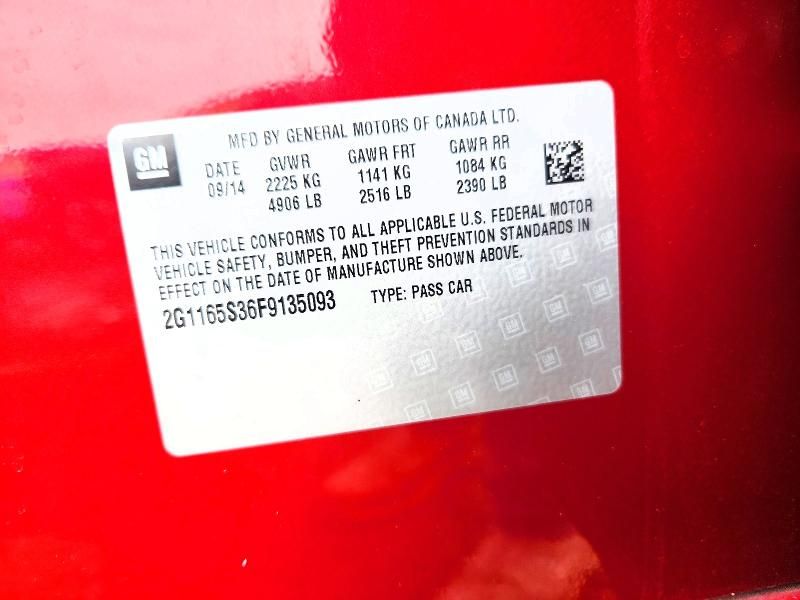 MFD BY GENERAL MOTORS OF CANADA LTD.
GM
DATE GVWR GAWR FRT GAWR RR
09/14 2225 KG 1141 KG 1084 KG
4906 LB 2516 LB 2390 LB
THIS VEHICLE CONFORMS TO ALL APPLICABLE U.S. FEDERAL MOTOR
VEHICLE SAFETY, BUMPER, AND THEFT PREVENTION STANDARDS IN
EFFECT ON THE DATE OF MANUFACTURE SHOWN ABOVE.
2G1165S36F9135093 TYPE: PASS CAR